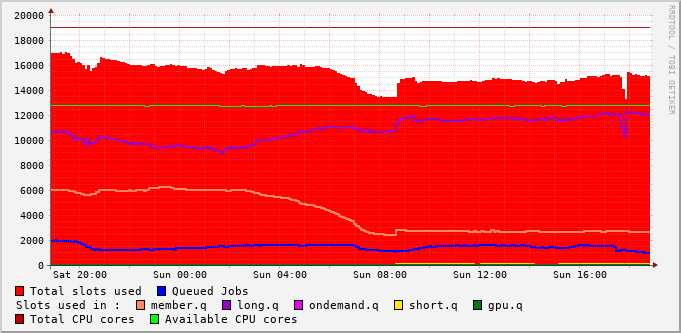 20000
18000
16000
14000
12000
10000
8000
6000
4000
2000
0
Sat 20:00 Sun 00:00 Sun 04:00 Sun 08:00 Sun 12:00 Sun 16:00
RRDTOOL / TOBI OETIKER
Total slots used Queued Jobs
Slots used in : member.q long.q ondemand.q short.q gpu.q
Total CPU cores Available CPU cores